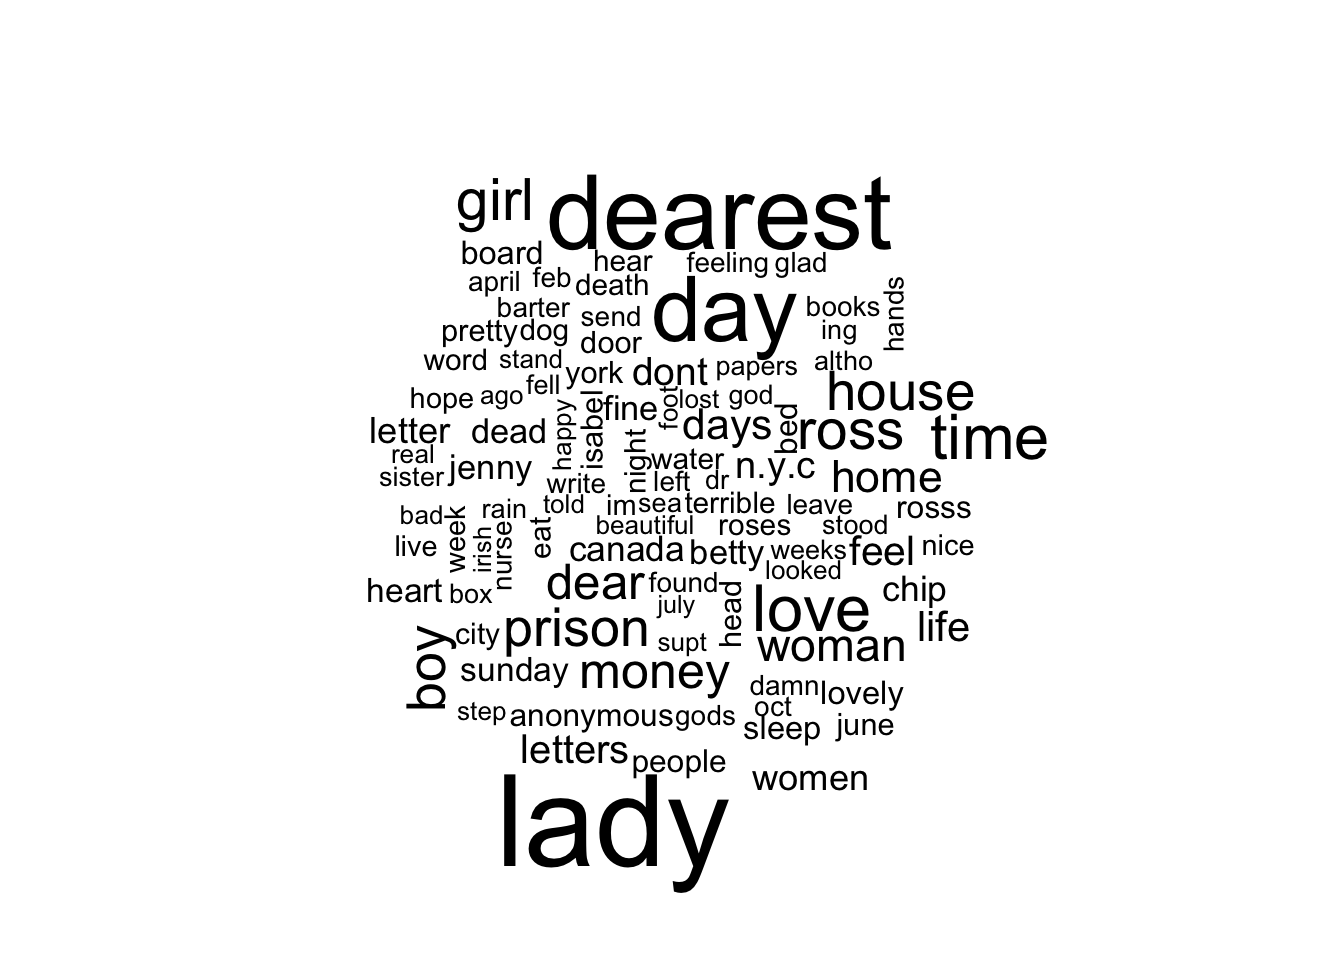 girl dearest
board hear feeling glad
april feb death day hands
barter send books
pretty dog door ing
word stand york dont papers altho
hope ago fell isabel fine foot lost god house
letter dead happy night days bed ross time
real
sister jenny water n.y.c home
write left dr
bad rain told im sea terrible leave rosss
week irish nurse eat beautiful roses stood
live canada betty weeks feel nice
looked
heart box dear found head love chip
july
boy city prison supt woman life
sunday money damn lovely
step anonymous gods oct
sleep june
letters people women
lady